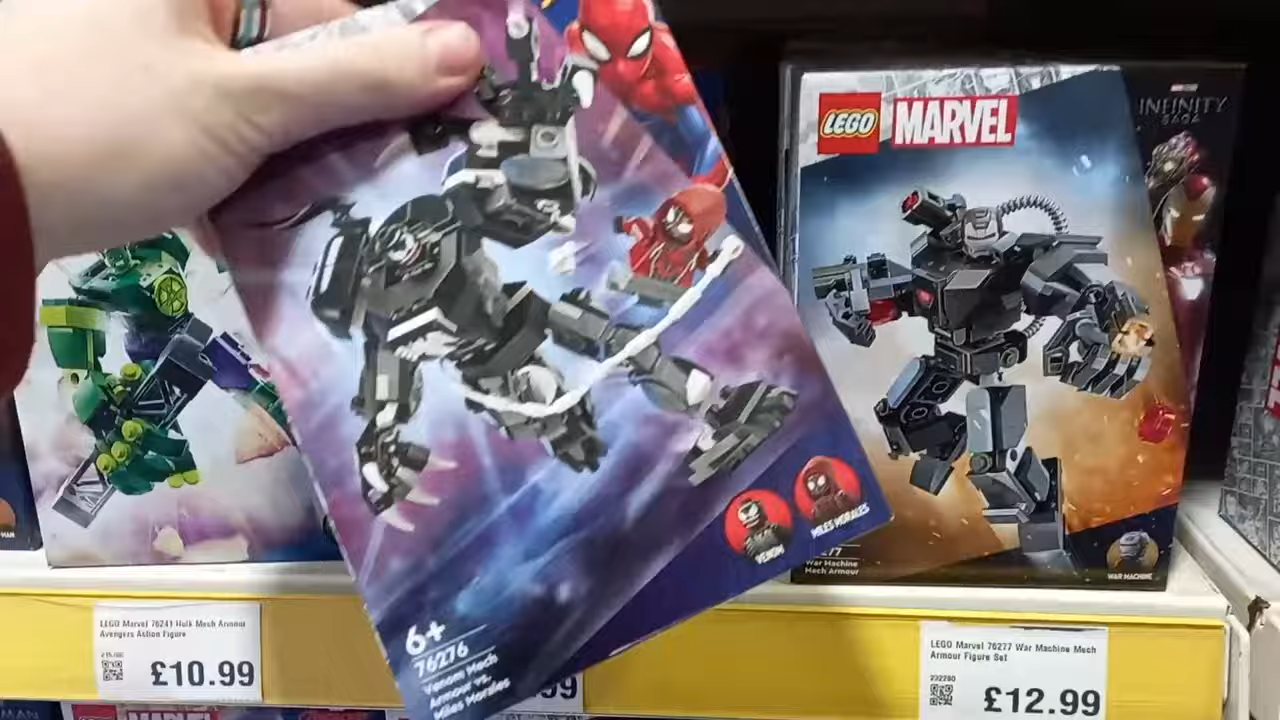 LEGO
MARVEL
INFINITY
SAGA
6+
76276
Venom Mech
Armour vs.
Miles Morales
VENOM
MILES MORALES
War Machine
Mech Armour
WAR MACHINE
LEGO Marvel 76241 Hulk Mech Armour
Avengers Action Figure
£10.99
99
LEGO Marvel 76277 War Machine Mech
Armour Figure Set
£12.99
MARVEL